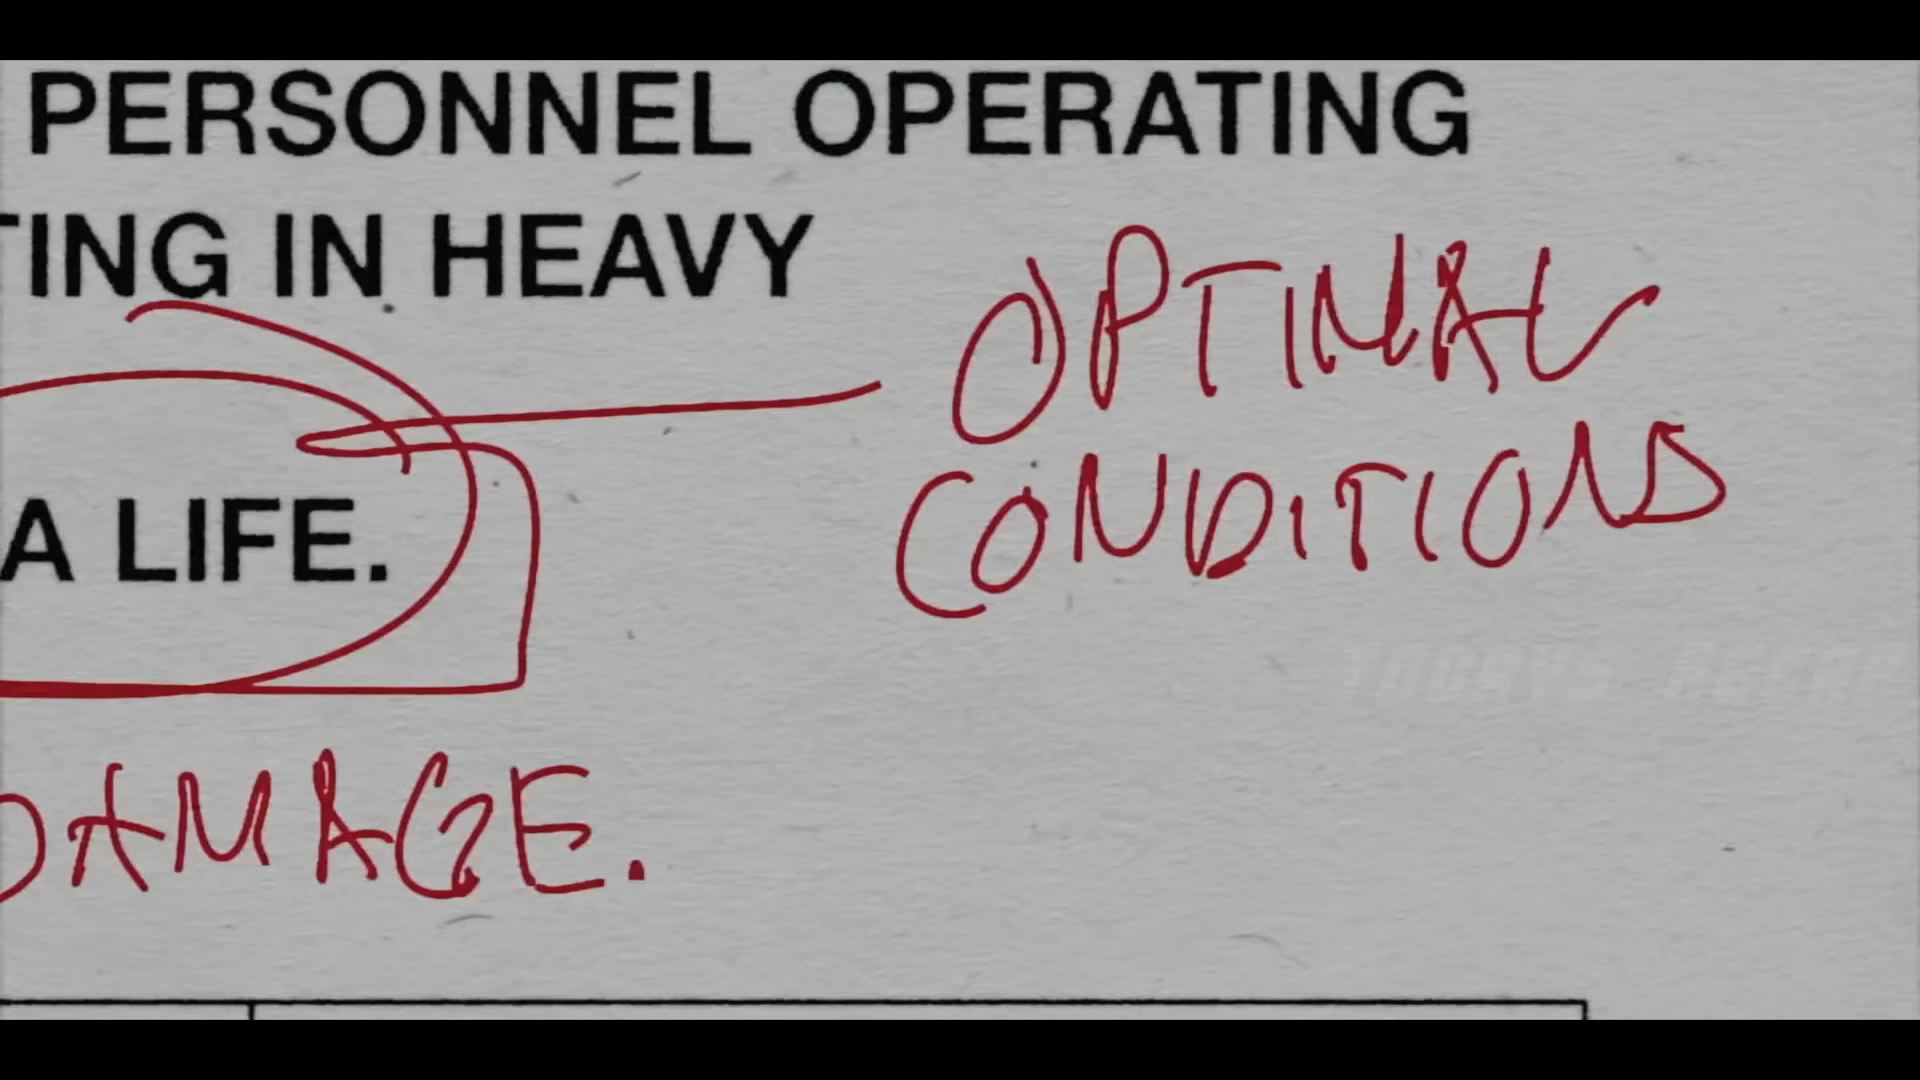 PERSONNEL OPERATING
TING IN HEAVY
OPTIMAL
CONDITIONS
A LIFE.
DAMAGE.